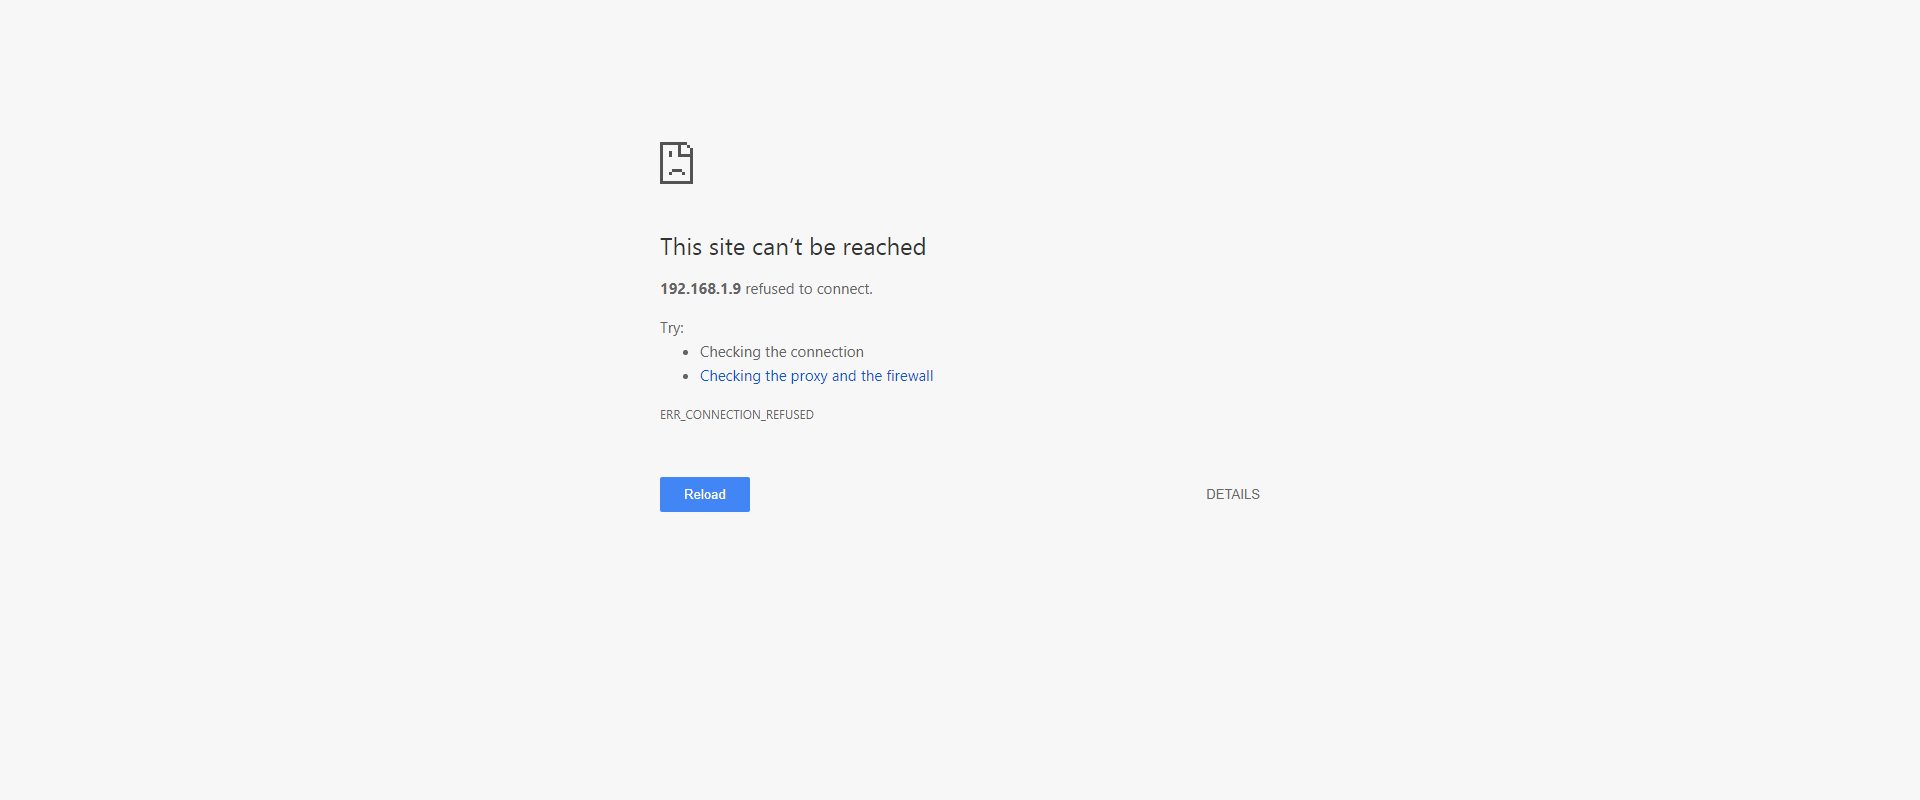 This site can’t be reached
192.168.1.9 refused to connect.
Try:
Checking the connection
Checking the proxy and the firewall
ERR_CONNECTION_REFUSED
Reload
DETAILS